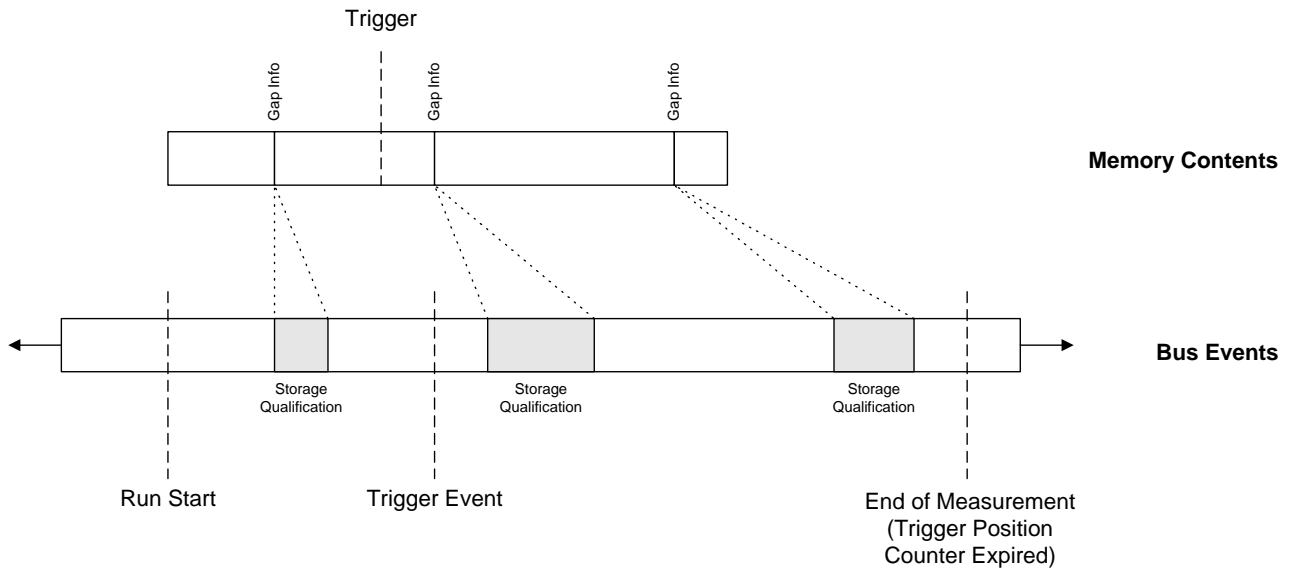 Trigger
Gap Info
Gap Info
Gap Info
Memory Contents
Bus Events
Storage
Qualification
Storage
Qualification
Storage
Qualification
Run Start
Trigger Event
End of Measurement
(Trigger Position
Counter Expired)